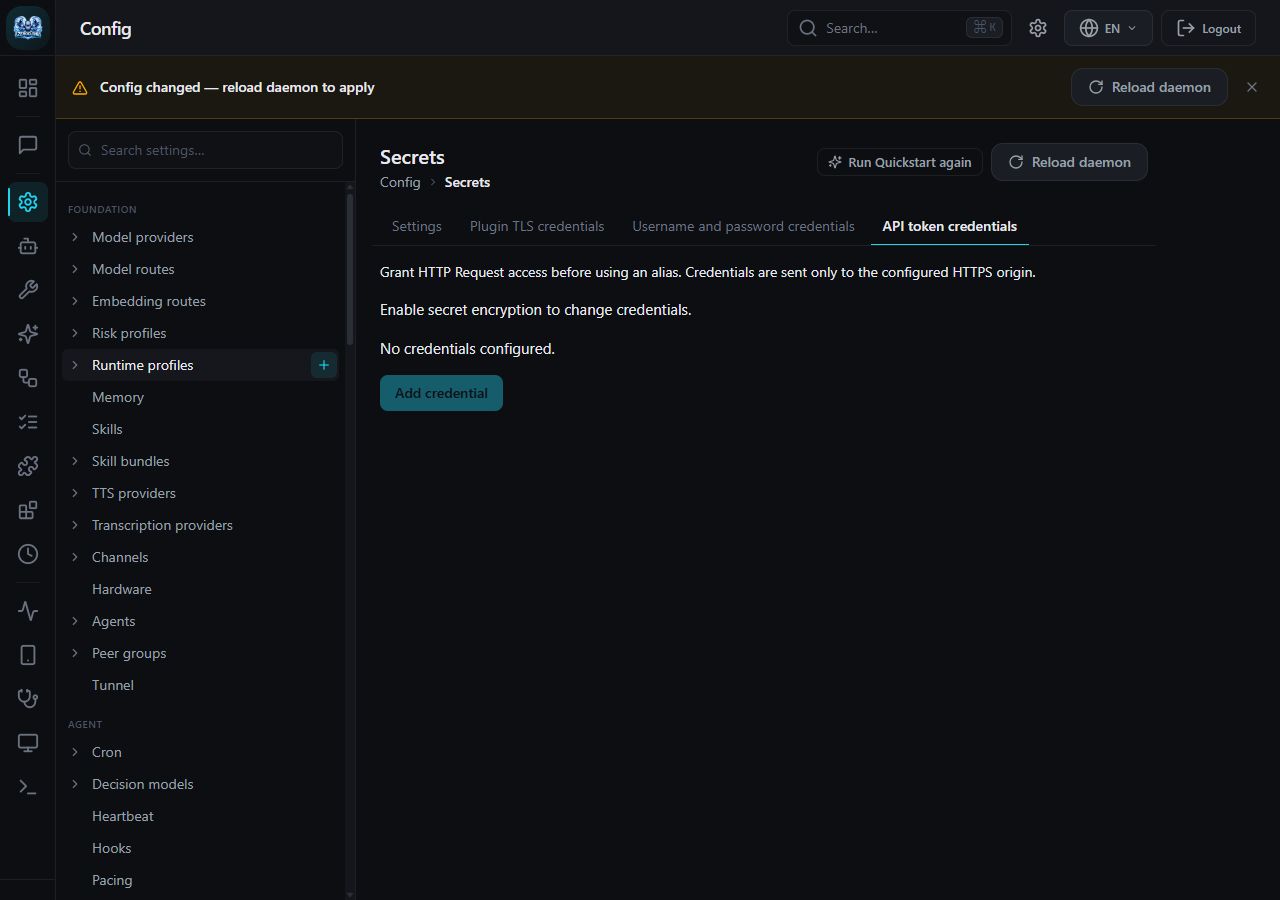 Config
Search...
⌘K
EN
Logout
Config changed — reload daemon to apply
Reload daemon
Search settings...
FOUNDATION
Model providers
Model routes
Embedding routes
Risk profiles
Runtime profiles
Memory
Skills
Skill bundles
TTS providers
Transcription providers
Channels
Hardware
Agents
Peer groups
Tunnel
AGENT
Cron
Decision models
Heartbeat
Hooks
Pacing
Secrets
Config > Secrets
Run Quickstart again
Reload daemon
Settings
Plugin TLS credentials
Username and password credentials
API token credentials
Grant HTTP Request access before using an alias. Credentials are sent only to the configured HTTPS origin.
Enable secret encryption to change credentials.
No credentials configured.
Add credential